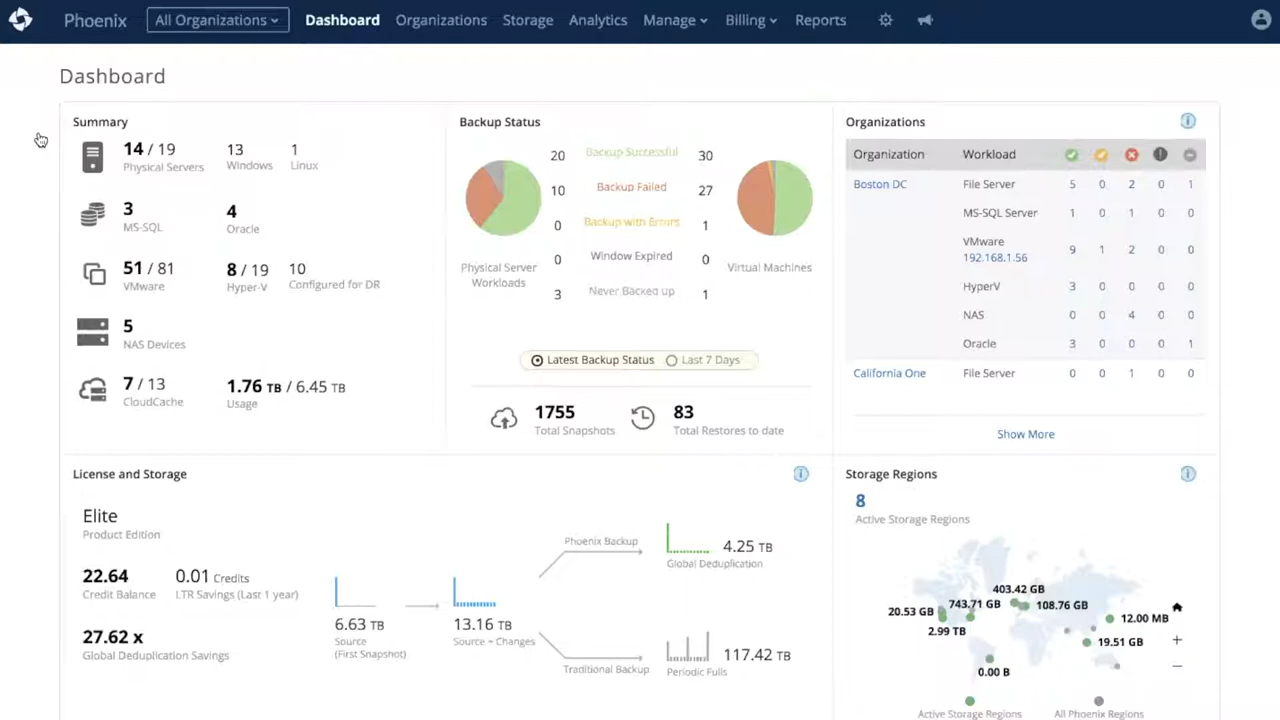 Phoenix All Organizations Dashboard Organizations Storage Analytics Manage Billing Reports
Dashboard
Summary
14 / 19
Physical Servers
13
Windows
1
Linux
3
MS-SQL
4
Oracle
51 / 81
VMware
8 / 19
Hyper-V
10
Configured for DR
5
NAS Devices
7 / 13
CloudCache
1.76 TB / 6.45 TB
Usage
Backup Status
20 Backup Successful 30
10 Backup Failed 27
0 Backup with Errors 1
0 Window Expired 0
3 Never Backed up 1
Physical Server
Workloads
Virtual Machines
Latest Backup Status Last 7 Days
1755
Total Snapshots
83
Total Restores to date
Organizations
Organization Workload
Boston DC File Server 5 0 2 0 1
MS-SQL Server 1 0 1 0 0
VMware
192.168.1.56
9 1 2 0 0
HyperV 3 0 0 0 0
NAS 0 0 4 0 0
Oracle 3 0 0 0 1
California One File Server 0 0 1 0 0
Show More
License and Storage
Elite
Product Edition
22.64
Credit Balance
0.01 Credits
LTR Savings (Last 1 year)
27.62 x
Global Deduplication Savings
6.63 TB
Source
(First Snapshot)
13.16 TB
Source + Changes
Phoenix Backup
4.25 TB
Global Deduplication
Traditional Backup
117.42 TB
Periodic Fulls
Storage Regions
8
Active Storage Regions
403.42 GB
20.53 GB
743.71 GB
108.76 GB
12.00 MB
2.99 TB
19.51 GB
0.00 B
+
−
Active Storage Regions
All Phoenix Regions